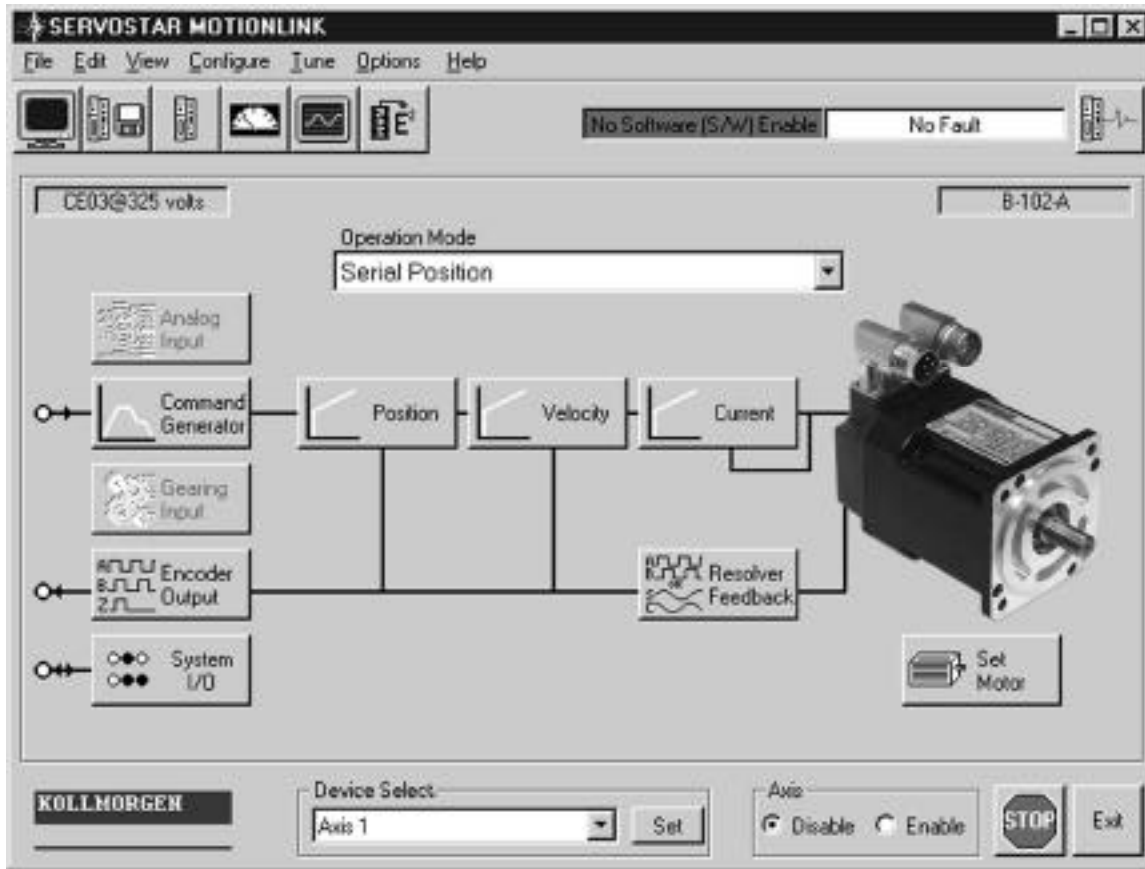 SERVOSTAR MOTIONLINK
File Edit View Configure Tune Options Help
E
No Software (S/W) Enable
No Fault
CE03@325 volts
B-102-A
Operation Mode
Serial Position
Analog
Input
Command
Generator
Position
Velocity
Current
Gearing
Input
A
B
Z
Encoder
Output
Resolver
Feedback
System
I/O
Set
Motor
KOLLMORGEN
Device Select
Axis 1
Set
Axis
Disable
Enable
STOP
Exit